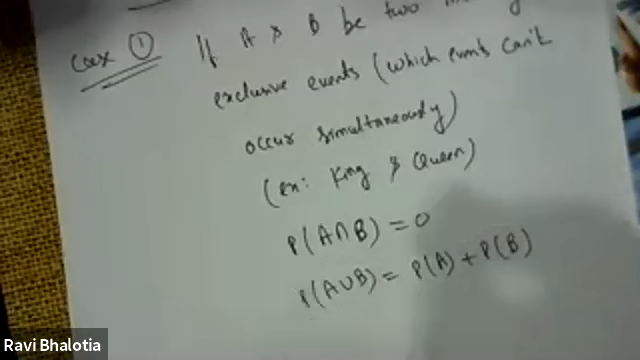 Case ① If A & B be two
exclusive events (which events can't
occur simultaneously)
(ex: King & Queen)
P(A∩B) = 0
P(A∪B) = P(A) + P(B)
Ravi Bhalotia